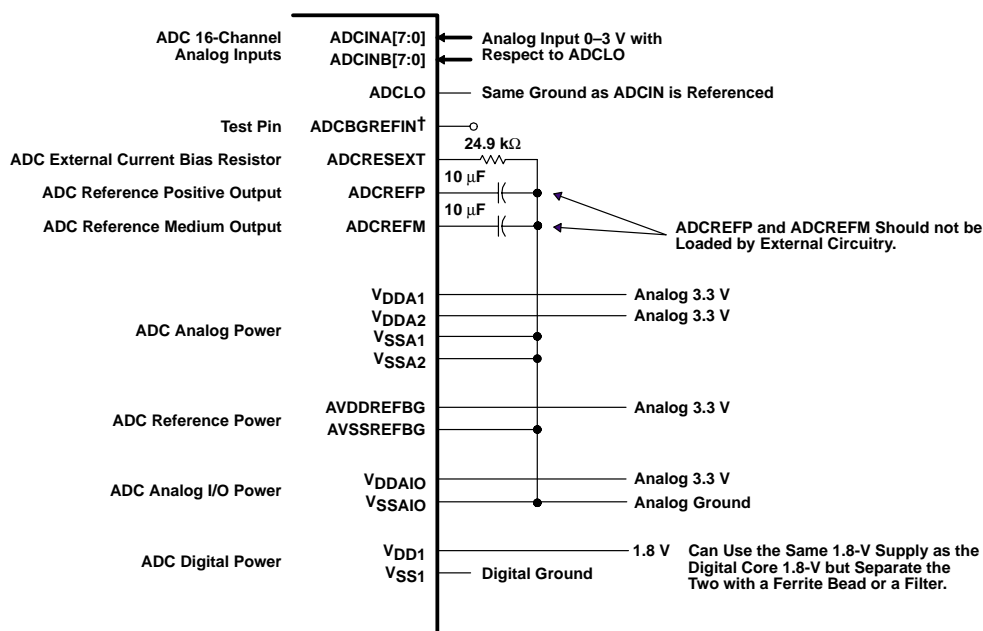 ADC 16-Channel
Analog Inputs
ADCINA[7:0]
ADCINB[7:0]
Analog Input 0–3 V with
Respect to ADCLO
ADCLO
Same Ground as ADCIN is Referenced
Test Pin
ADCBGREFIN†
24.9 kΩ
ADC External Current Bias Resistor
ADCRESEXT
10 μF
ADC Reference Positive Output
ADCREFP
10 μF
ADC Reference Medium Output
ADCREFM
ADCREFP and ADCREFM Should not be
Loaded by External Circuitry.
ADC Analog Power
VDDA1
Analog 3.3 V
VDDA2
Analog 3.3 V
VSSA1
VSSA2
ADC Reference Power
AVDDREFBG
Analog 3.3 V
AVSSREFBG
ADC Analog I/O Power
VDDAIO
Analog 3.3 V
VSSAIO
Analog Ground
ADC Digital Power
VDD1
1.8 V
Can Use the Same 1.8-V Supply as the
Digital Core 1.8-V but Separate the
Two with a Ferrite Bead or a Filter.
VSS1
Digital Ground